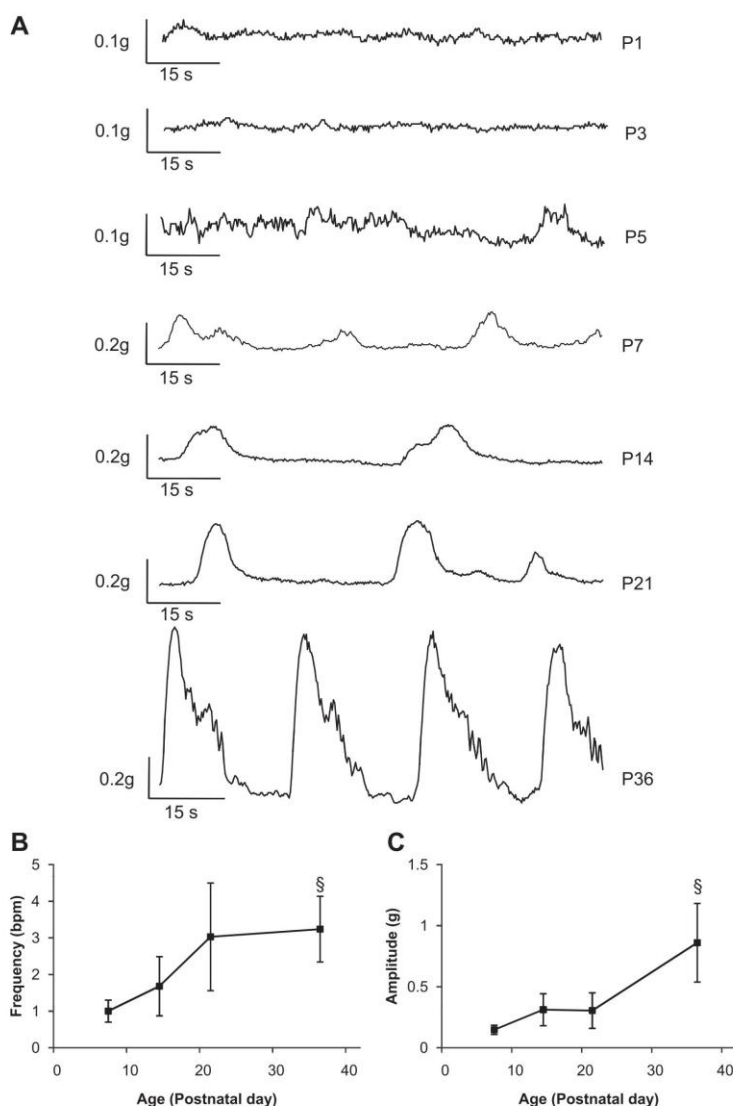 A
0.1g
15 s
P1
0.1g
15 s
P3
0.1g
15 s
P5
0.2g
15 s
P7
0.2g
15 s
P14
0.2g
15 s
P21
0.2g
15 s
P36
B
Frequency (bpm)
5
4
3
2
1
0
§
0 10 20 30 40
Age (Postnatal day)
C
Amplitude (g)
1.5
1
0.5
0
§
0 10 20 30 40
Age (Postnatal day)